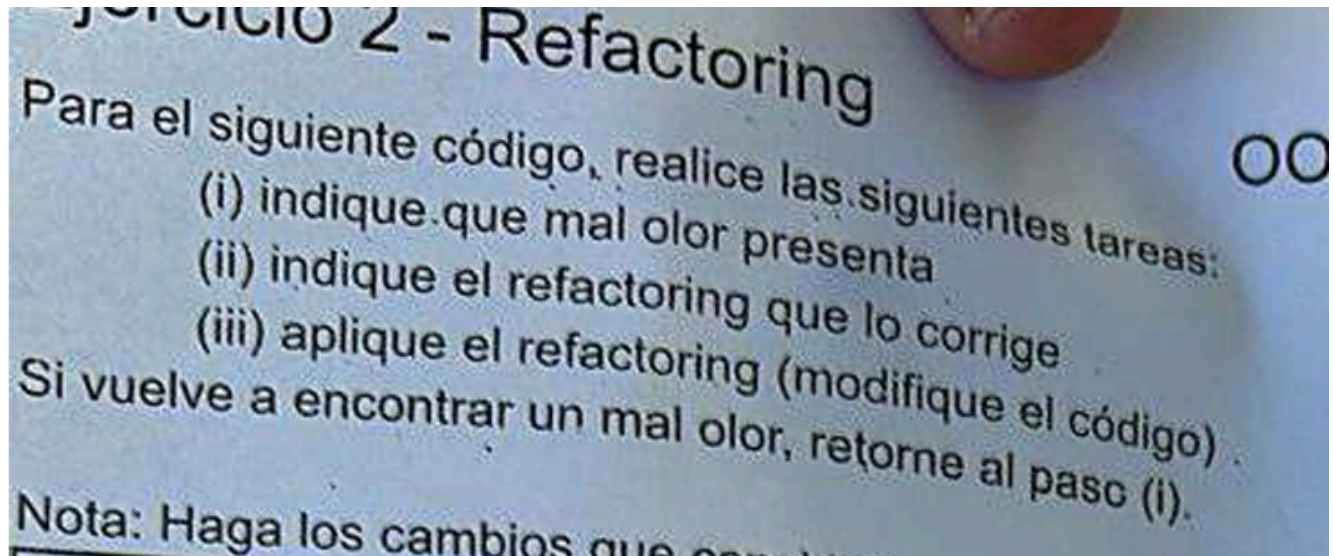 2 - Refactoring
OO
Para el siguiente código, realice las siguientes tareas:
(i) indique que mal olor presenta
(ii) indique el refactoring que lo corrige
(iii) aplique el refactoring (modifique el código)
Si vuelve a encontrar un mal olor, retorne al paso (i).
Nota: Haga los cambios que